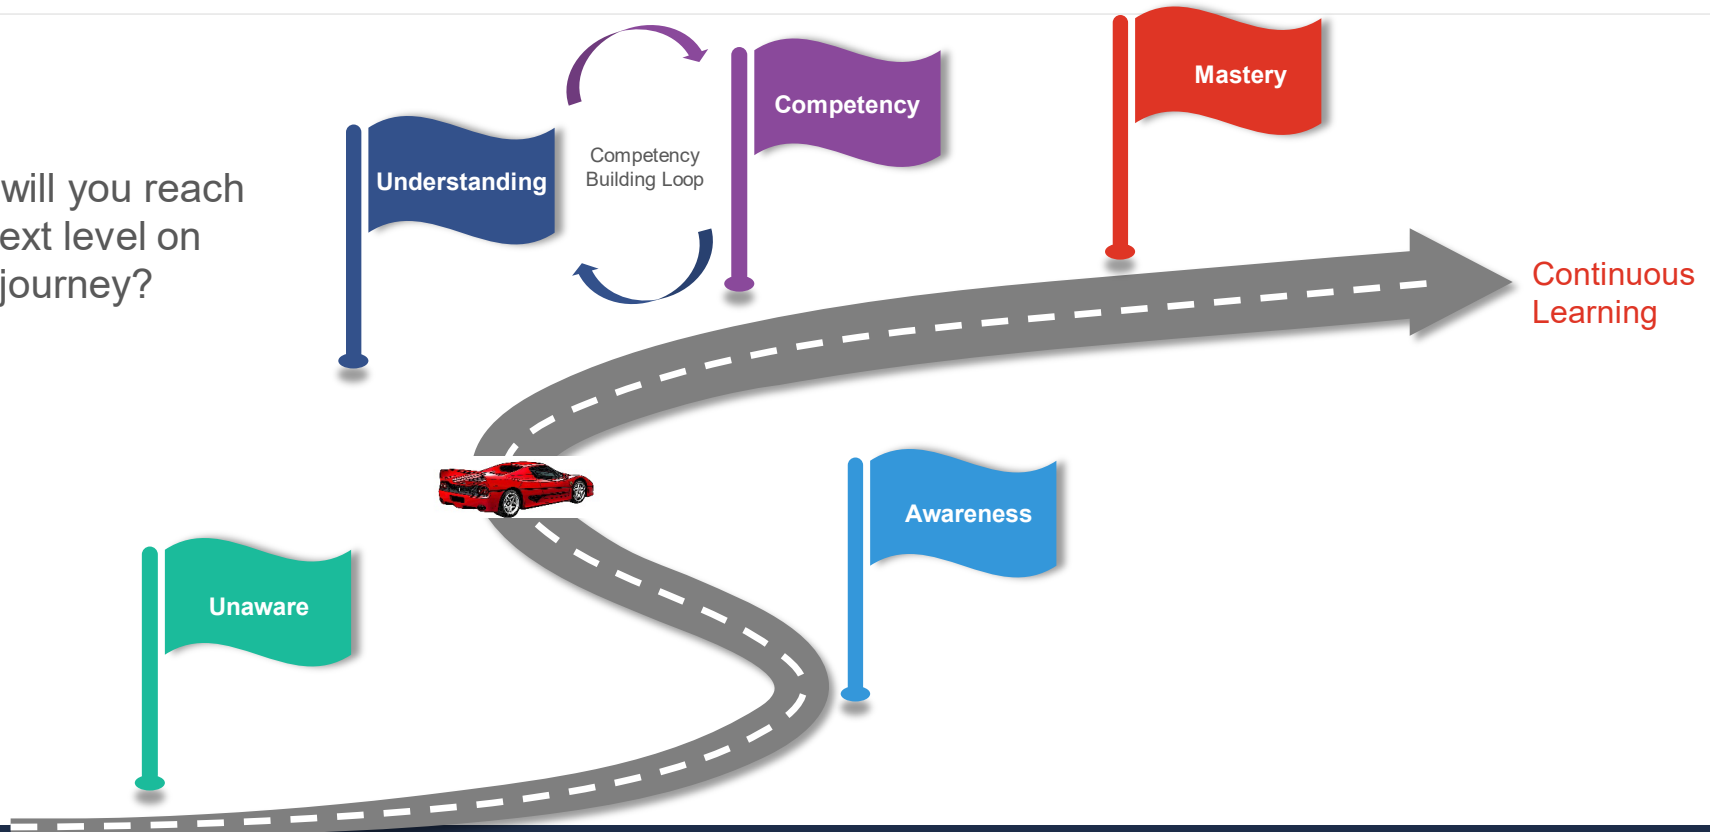 will you reach
ext level on
journey?
Understanding
Competency
Building Loop
Competency
Mastery
Continuous
Learning
Awareness
Unaware